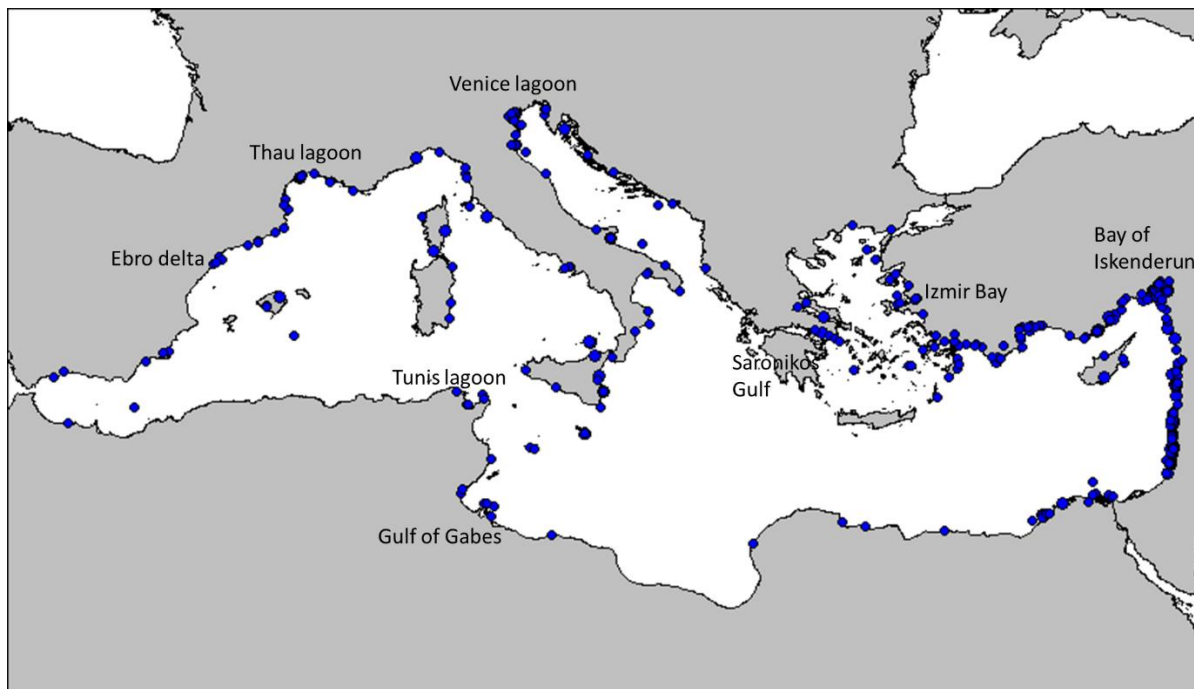 Venice lagoon
Thau lagoon
Ebro delta
Bay of
Iskenderun
Izmir Bay
Saronikos
Gulf
Tunis lagoon
Gulf of Gabes